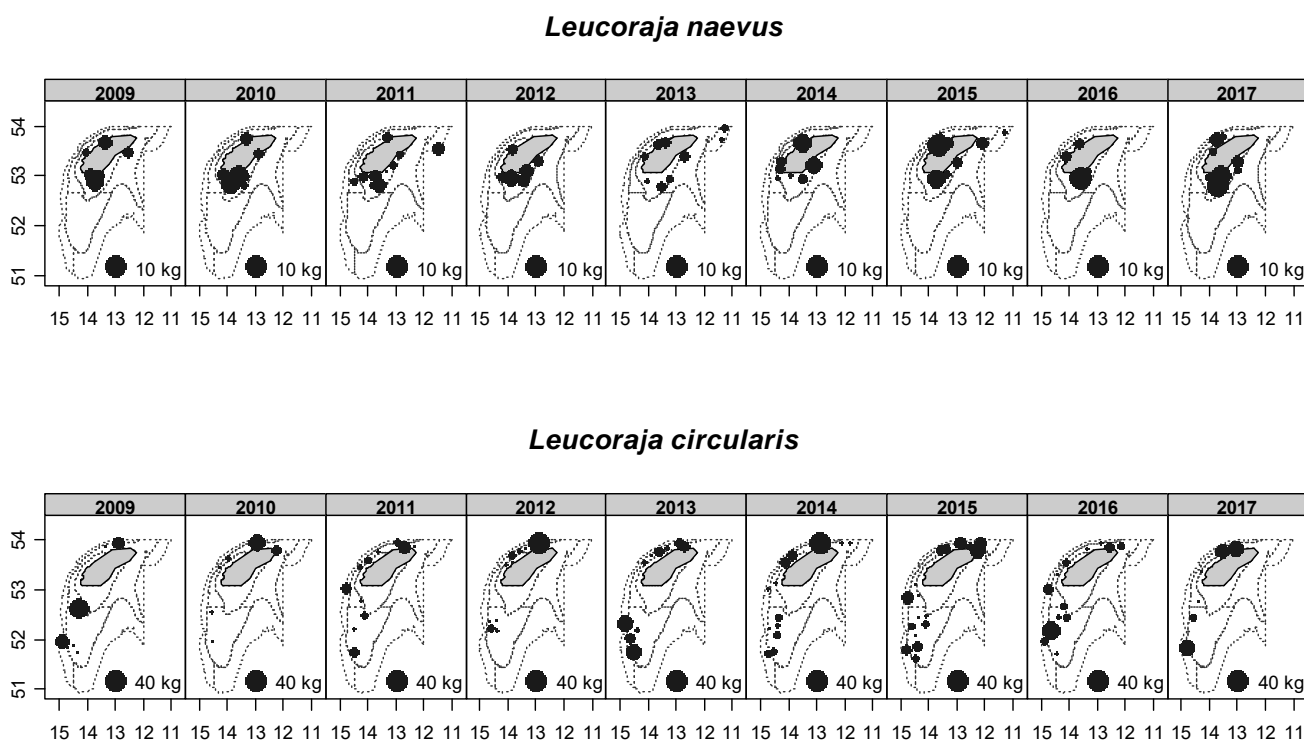 Leucoraja naevus
2009 2010 2011 2012 2013 2014 2015 2016 2017
54
53
52
51
10 kg 10 kg 10 kg 10 kg 10 kg 10 kg 10 kg 10 kg 10 kg
15 14 13 12 11 15 14 13 12 11 15 14 13 12 11 15 14 13 12 11 15 14 13 12 11 15 14 13 12 11 15 14 13 12 11 15 14 13 12 11 15 14 13 12 11
Leucoraja circularis
2009 2010 2011 2012 2013 2014 2015 2016 2017
54
53
52
51
40 kg 40 kg 40 kg 40 kg 40 kg 40 kg 40 kg 40 kg 40 kg
15 14 13 12 11 15 14 13 12 11 15 14 13 12 11 15 14 13 12 11 15 14 13 12 11 15 14 13 12 11 15 14 13 12 11 15 14 13 12 11 15 14 13 12 11